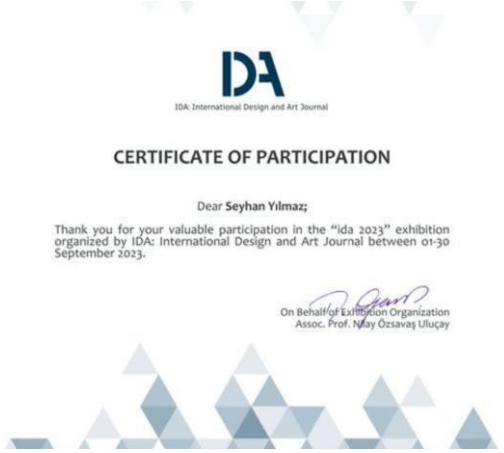 IDA
IDA: International Design and Art Journal
CERTIFICATE OF PARTICIPATION
Dear Seyhan Yılmaz;
Thank you for your valuable participation in the “ida 2023” exhibition
organized by IDA: International Design and Art Journal between 01-30
September 2023.
On Behalf of Exhibition Organization
Assoc. Prof. Nilay Özsavaş Uluçay